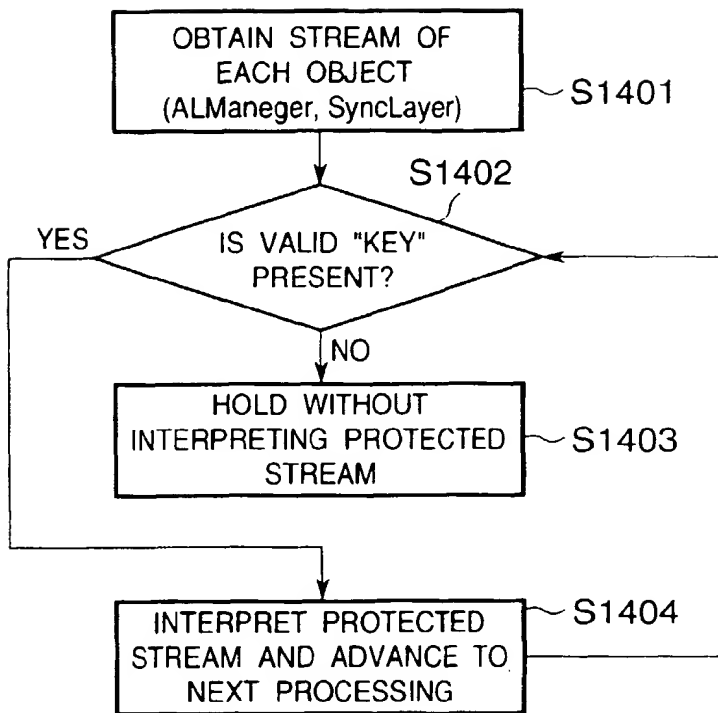 OBTAIN STREAM OF
EACH OBJECT
(ALManeger, SyncLayer)
S1401
S1402
YES
IS VALID "KEY"
PRESENT?
NO
HOLD WITHOUT
INTERPRETING PROTECTED
STREAM
S1403
INTERPRET PROTECTED
STREAM AND ADVANCE TO
NEXT PROCESSING
S1404